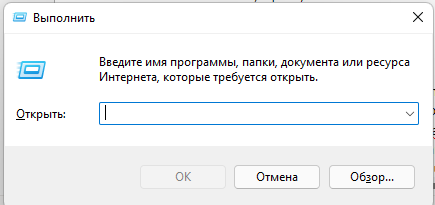 Выполнить
Введите имя программы, папки, документа или ресурса
Интернета, которые требуется открыть.
Открыть:
ОК
Отмена
Обзор...